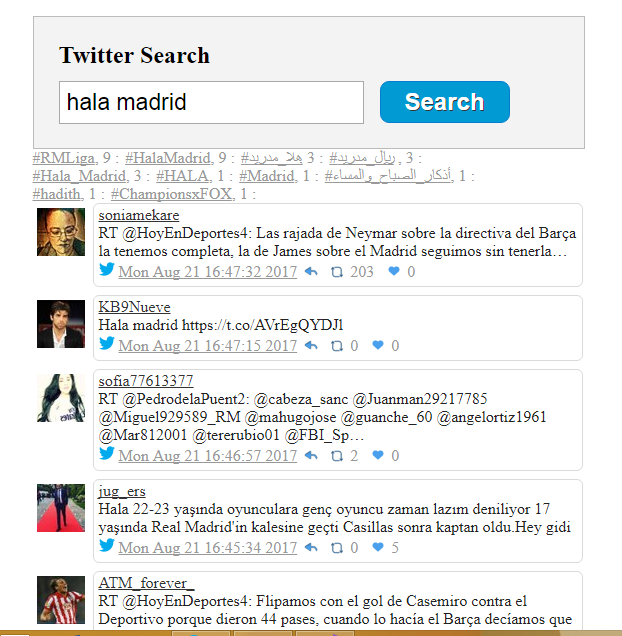 Twitter Search
hala madrid
Search
#RMLiga, 9 : #HalaMadrid, 9 : #هلا_مدريد 3 : #ريال_مدريد , 3 :
#Hala_Madrid, 3 : #HALA, 1 : #Madrid, 1 : #أذكار_الصباح_والمساء, 1 :
#hadith, 1 : #ChampionsxFOX, 1 :
soniamekare
RT @HoyEnDeportes4: Las rajada de Neymar sobre la directiva del Barça
la tenemos completa, la de James sobre el Madrid seguimos sin tenerla…
Mon Aug 21 16:47:32 2017 203 0
KB9Nueve
Hala madrid https://t.co/AVrEgQYDJl
Mon Aug 21 16:47:15 2017 0 0
sofia77613377
RT @PedrodelaPuent2: @cabeza_sanc @Juanman29217785
@Miguel929589_RM @mahugojose @guanche_60 @angelortiz1961
@Mar812001 @tererubio01 @FBI_Sp…
Mon Aug 21 16:46:57 2017 2 0
jug_ers
Hala 22-23 yaşında oyunculara genç oyuncu zaman lazım deniliyor 17
yaşında Real Madrid'in kalesine geçti Casillas sonra kaptan oldu.Hey gidi
Mon Aug 21 16:45:34 2017 0 5
ATM_forever_
RT @HoyEnDeportes4: Flipamos con el gol de Casemiro contra el
Deportivo porque dieron 44 pases, cuando lo hacía el Barça decíamos que